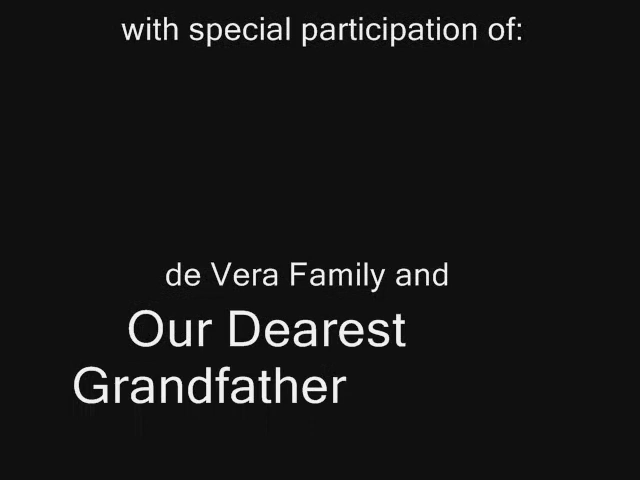 with special participation of:
de Vera Family and
Our Dearest
Grandfather